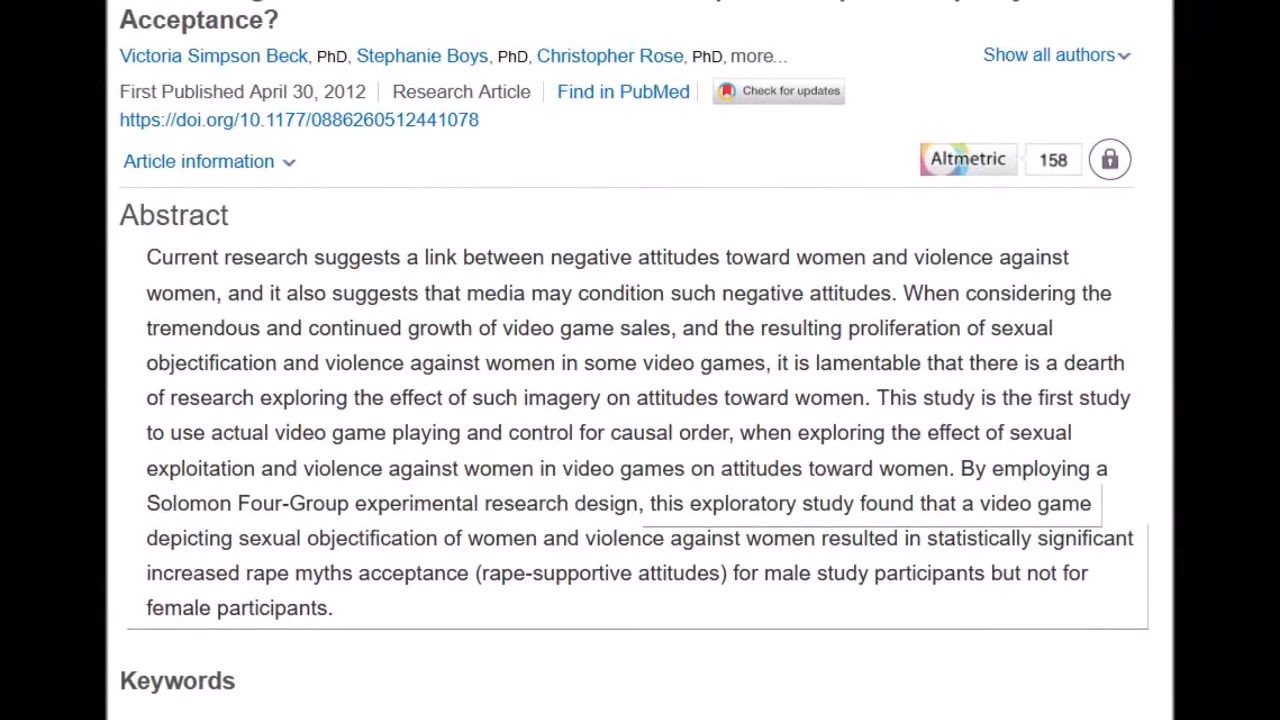 Acceptance?
Victoria Simpson Beck, PhD, Stephanie Boys, PhD, Christopher Rose, PhD, more...
Show all authors
First Published April 30, 2012 Research Article Find in PubMed Check for updates
https://doi.org/10.1177/0886260512441078
Article information
Altmetric 158
Abstract
Current research suggests a link between negative attitudes toward women and violence against
women, and it also suggests that media may condition such negative attitudes. When considering the
tremendous and continued growth of video game sales, and the resulting proliferation of sexual
objectification and violence against women in some video games, it is lamentable that there is a dearth
of research exploring the effect of such imagery on attitudes toward women. This study is the first study
to use actual video game playing and control for causal order, when exploring the effect of sexual
exploitation and violence against women in video games on attitudes toward women. By employing a
Solomon Four-Group experimental research design, this exploratory study found that a video game
depicting sexual objectification of women and violence against women resulted in statistically significant
increased rape myths acceptance (rape-supportive attitudes) for male study participants but not for
female participants.
Keywords